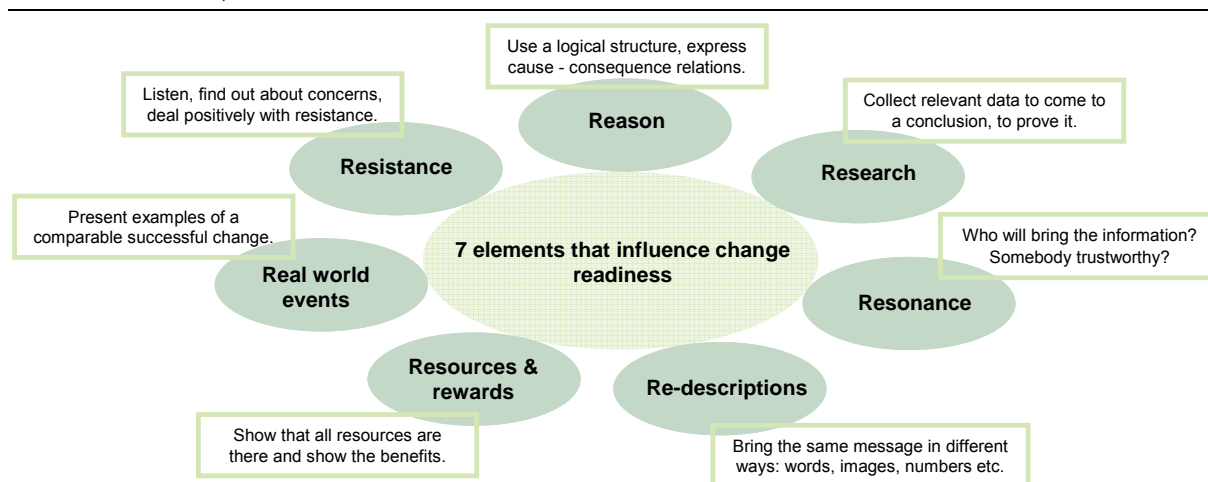 Use a logical structure, express
cause - consequence relations.
Reason
Listen, find out about concerns,
deal positively with resistance.
Resistance
Collect relevant data to come to
a conclusion, to prove it.
Research
Present examples of a
comparable successful change.
Real world
events
7 elements that influence change
readiness
Who will bring the information?
Somebody trustworthy?
Resonance
Resources &
rewards
Show that all resources are
there and show the benefits.
Re-descriptions
Bring the same message in different
ways: words, images, numbers etc.